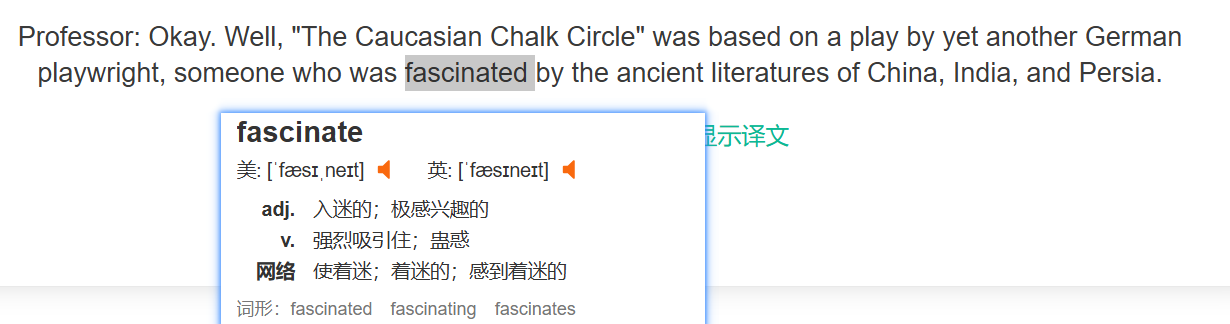 Professor: Okay. Well, "The Caucasian Chalk Circle" was based on a play by yet another German
playwright, someone who was fascinated by the ancient literatures of China, India, and Persia.
显示译文
fascinate
美: [ˈfæsɪˌneɪt] 英: [ˈfæsɪneɪt]
adj. 入迷的；极感兴趣的
v. 强烈吸引住；蛊惑
网络 使着迷；着迷的；感到着迷的
词形: fascinated fascinating fascinates